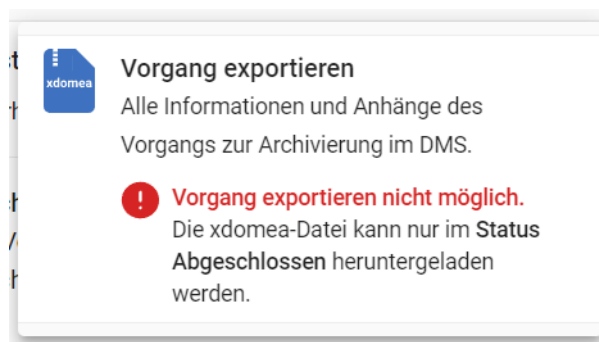 xdomea
Vorgang exportieren
Alle Informationen und Anhänge des
Vorgangs zur Archivierung im DMS.
! Vorgang exportieren nicht möglich.
Die xdomea-Datei kann nur im Status
Abgeschlossen heruntergeladen
werden.